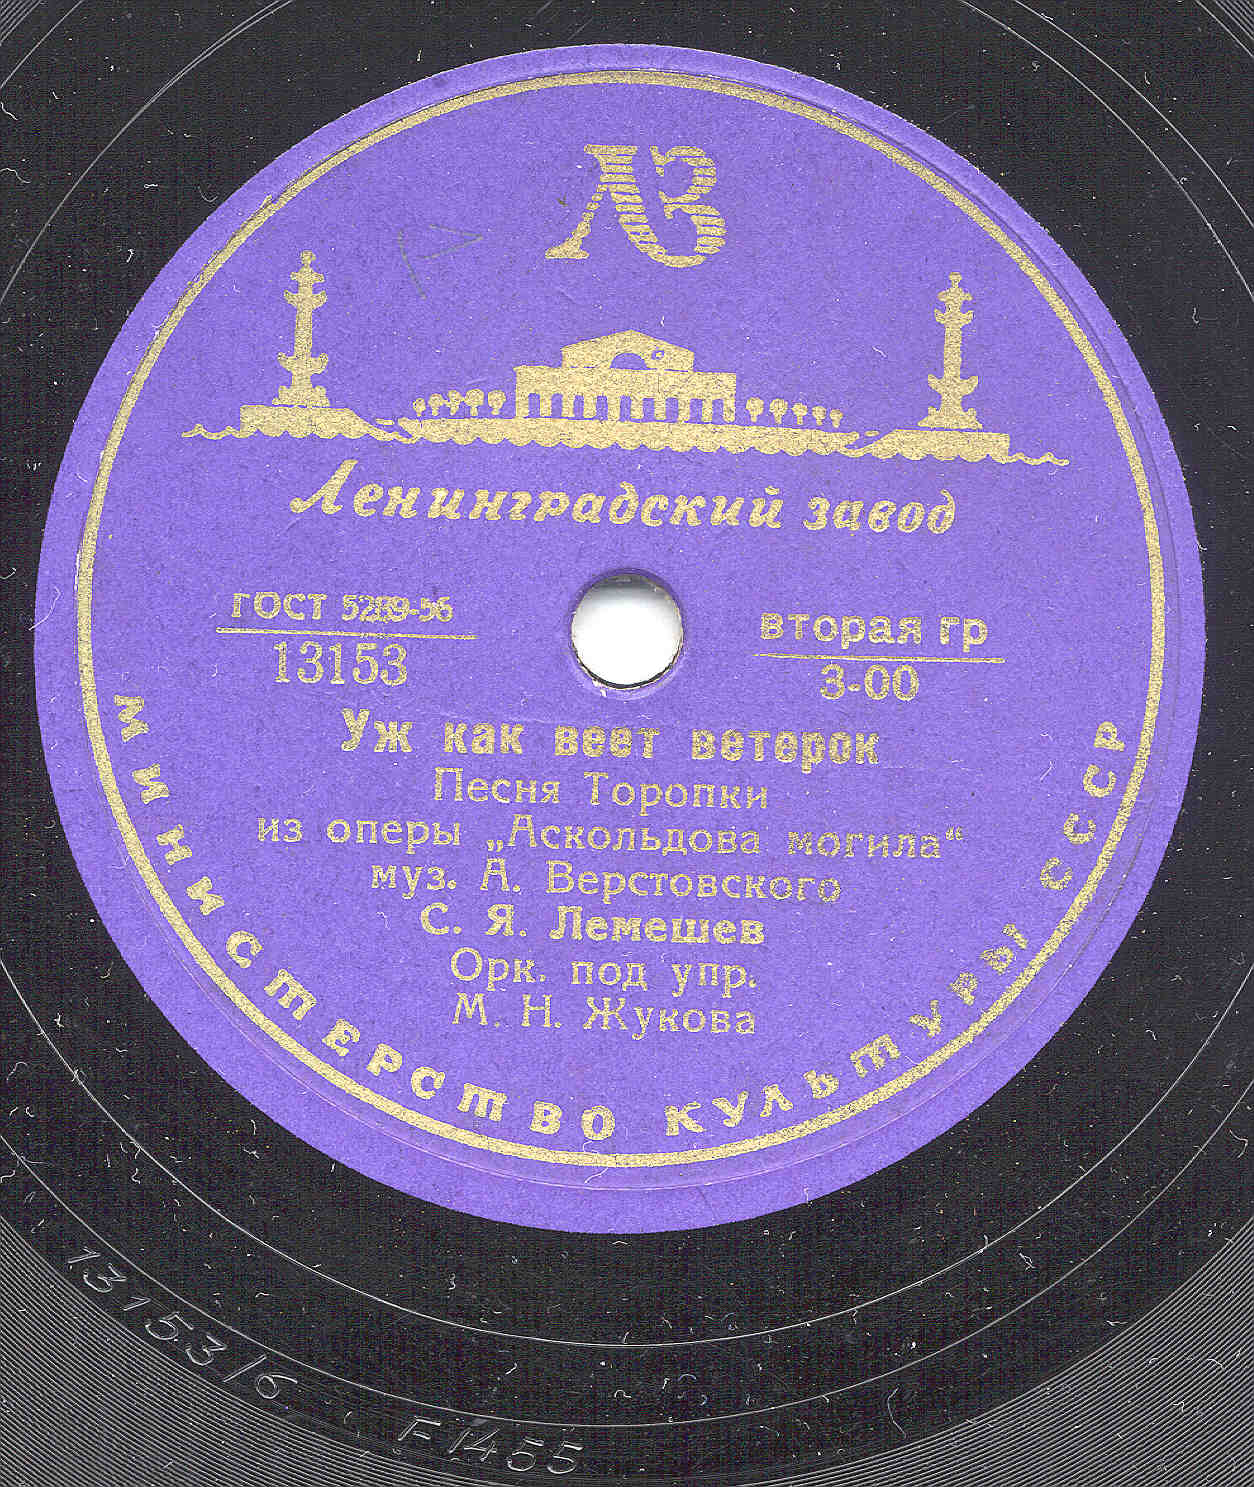 ЛЗ
Ленинградский завод
ГОСТ 5289-56
13153
вторая гр
3-00
Уж как веет ветерок
Песня Торопки
из оперы „Аскольдова могила“
муз. А. Верстовского
С. Я. Лемешев
Орк. под упр.
М. Н. Жукова
МИНИСТЕРСТВО КУЛЬТУРЫ СССР
13153/6
F1455